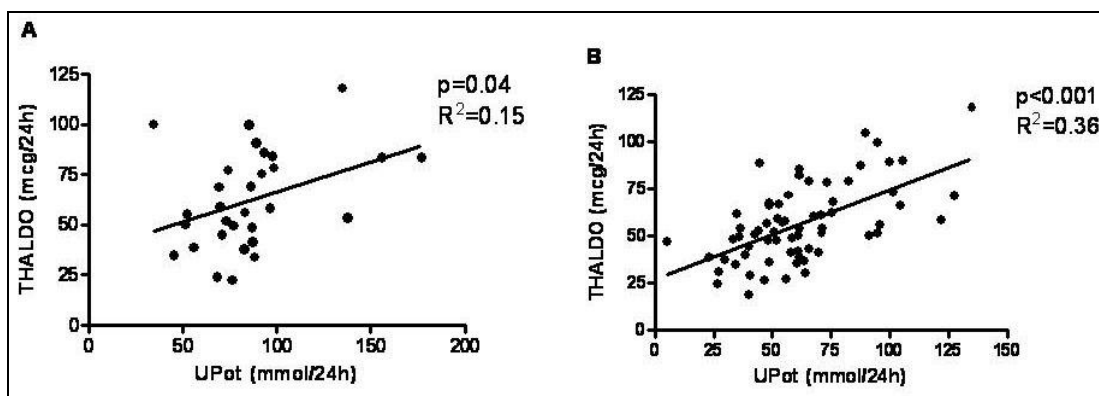 A
p=0.04
R²=0.15
THALDO (mcg/24h)
125
100
75
50
25
0
0 50 100 150 200
UPot (mmol/24h)
B
p<0.001
R²=0.36
THALDO (mcg/24h)
125
100
75
50
25
0
0 25 50 75 100 125 150
UPot (mmol/24h)